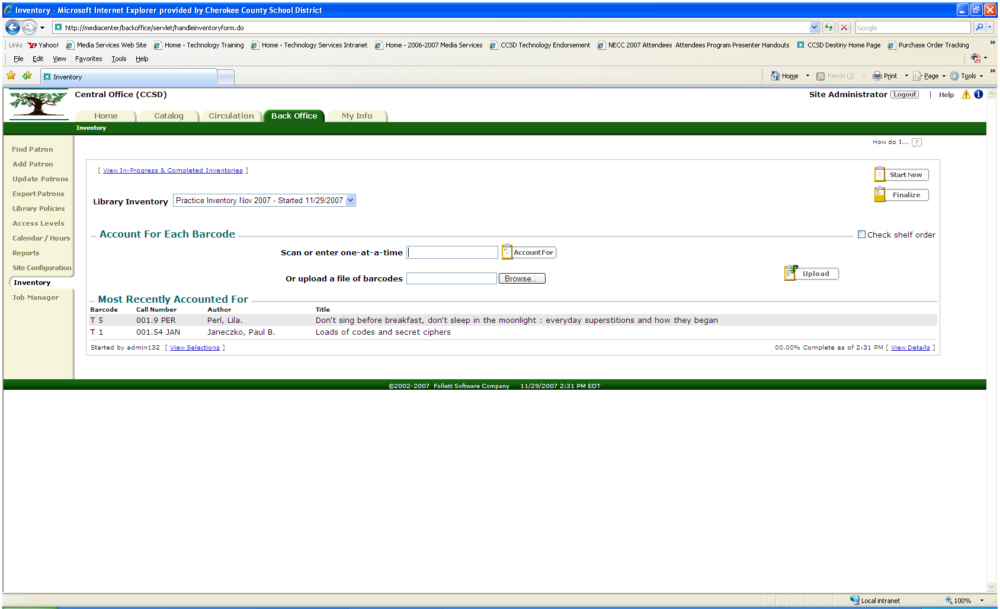 Inventory - Microsoft Internet Explorer provided by Cherokee County School District
http://mediacenter/backoffice/servlet/handleinventoryform.do
Google
Links Yahoo! Media Services Web Site Home - Technology Training Home - Technology Services Intranet Home - 2006-2007 Media Services CCSD Technology Endorsement NECC 2007 Attendees Attendees Program Presenter Handouts CCSD Destiny Home Page Purchase Order Tracking »
File Edit View Favorites Tools Help
Inventory
Home Feeds (J) Print Page Tools »
Central Office (CCSD)
Site Administrator Logout | Help
Home Catalog Circulation Back Office My Info
Inventory
How do I... ?
Find Patron
Add Patron
Update Patrons
Export Patrons
Library Policies
Access Levels
Calendar / Hours
Reports
Site Configuration
Inventory
Job Manager
[ View In-Progress & Completed Inventories ]
Start New
Finalize
Library Inventory Practice Inventory Nov 2007 - Started 11/29/2007
Account For Each Barcode
Check shelf order
Scan or enter one-at-a-time Account For
Or upload a file of barcodes Browse... Upload
Most Recently Accounted For
Barcode Call Number Author Title
T 5 001.9 PER Perl, Lila. Don't sing before breakfast, don't sleep in the moonlight : everyday superstitions and how they began
T 1 001.54 JAN Janeczko, Paul B. Loads of codes and secret ciphers
Started by admin132 [ View Selections ] 00.00% Complete as of 2:31 PM [ View Details ]
©2002-2007 Follett Software Company 11/29/2007 2:31 PM EDT
Local intranet 100%